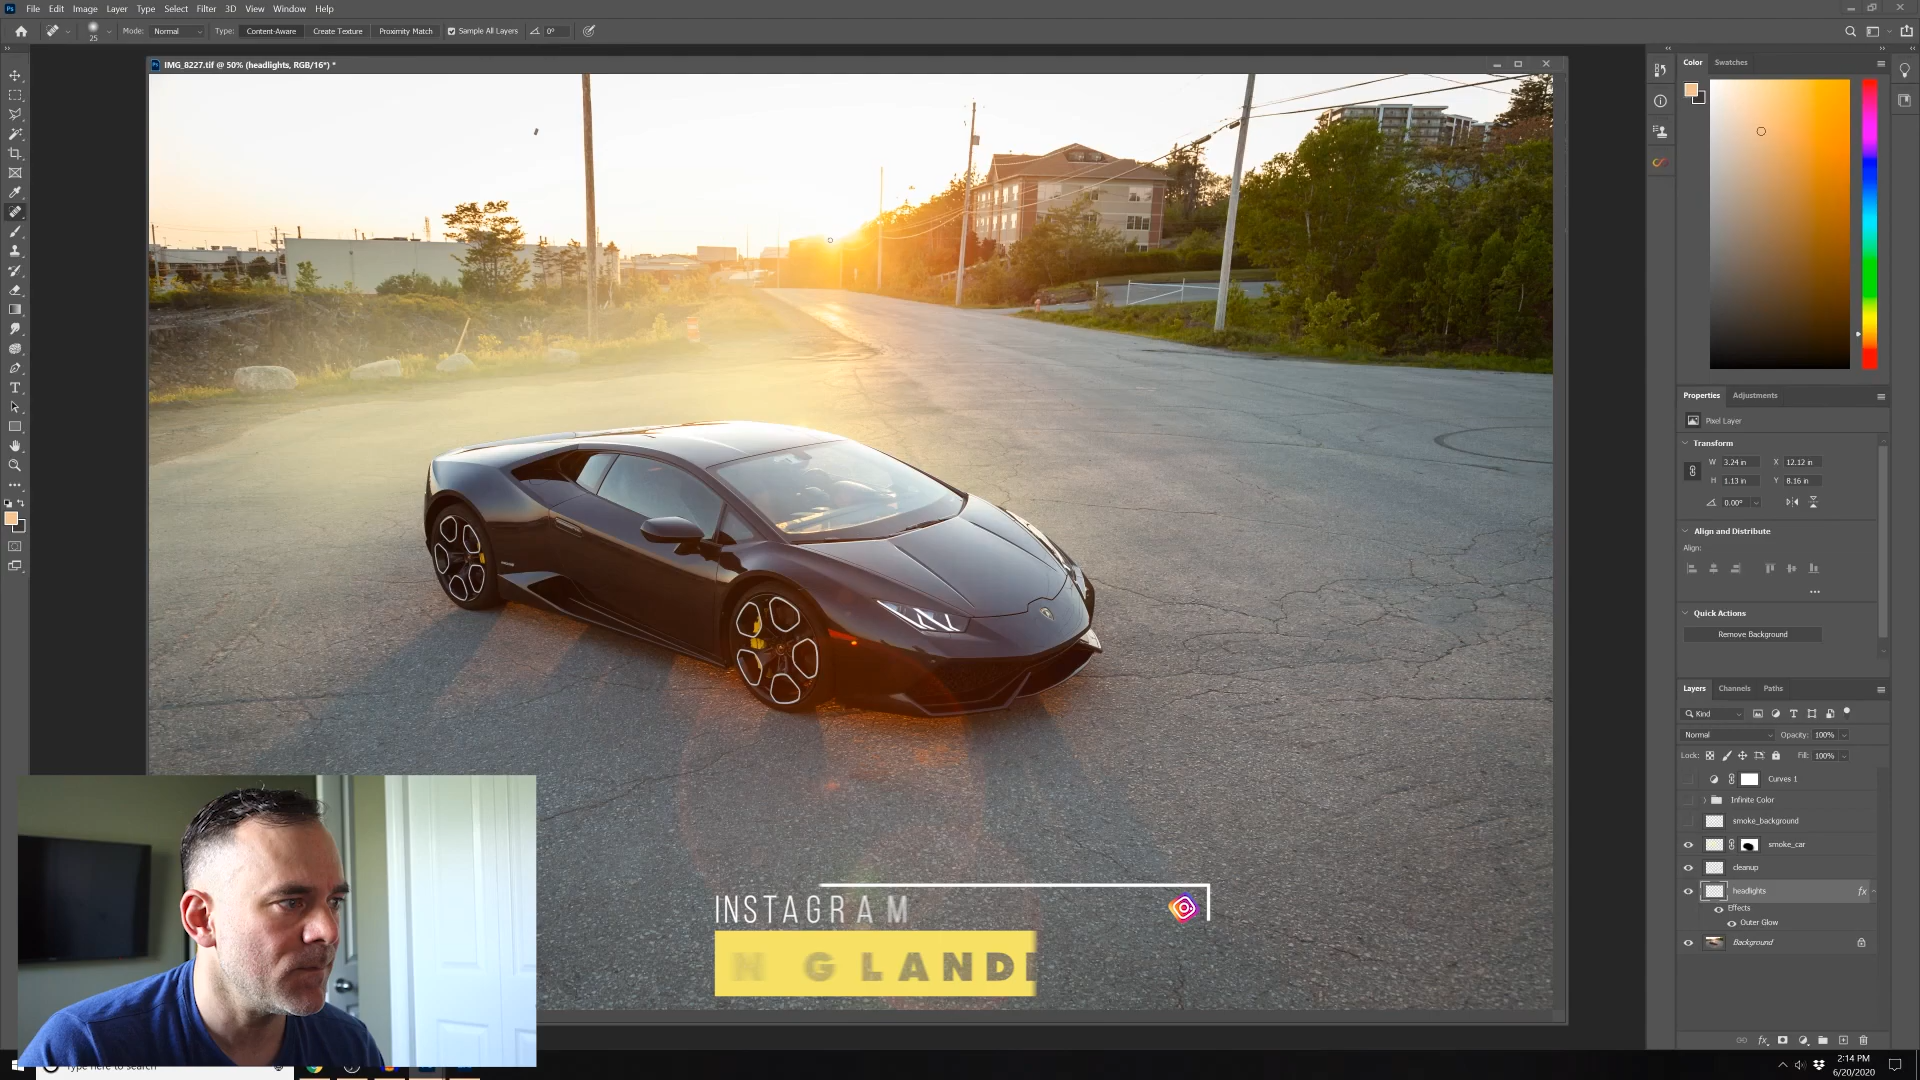 File Edit Image Layer Type Select Filter 3D View Window Help
25 Mode: Normal Type: Content-Aware Create Texture Proximity Match Sample All Layers 0°
IMG_8227.tif @ 50% (headlights, RGB/16*) *
Color Swatches
Properties Adjustments
Pixel Layer
Transform
W 3.24 in X 12.12 in
H 1.13 in Y 8.16 in
0.00°
Align and Distribute
Align:
Quick Actions
Remove Background
Layers Channels Paths
Kind
Normal Opacity: 100%
Lock: Fill: 100%
Curves 1
Infinite Color
smoke_background
smoke_car
cleanup
headlights fx
Effects
Outer Glow
Background
INSTAGRAM
N G LAND
Type here to search
2:14 PM
6/20/2020